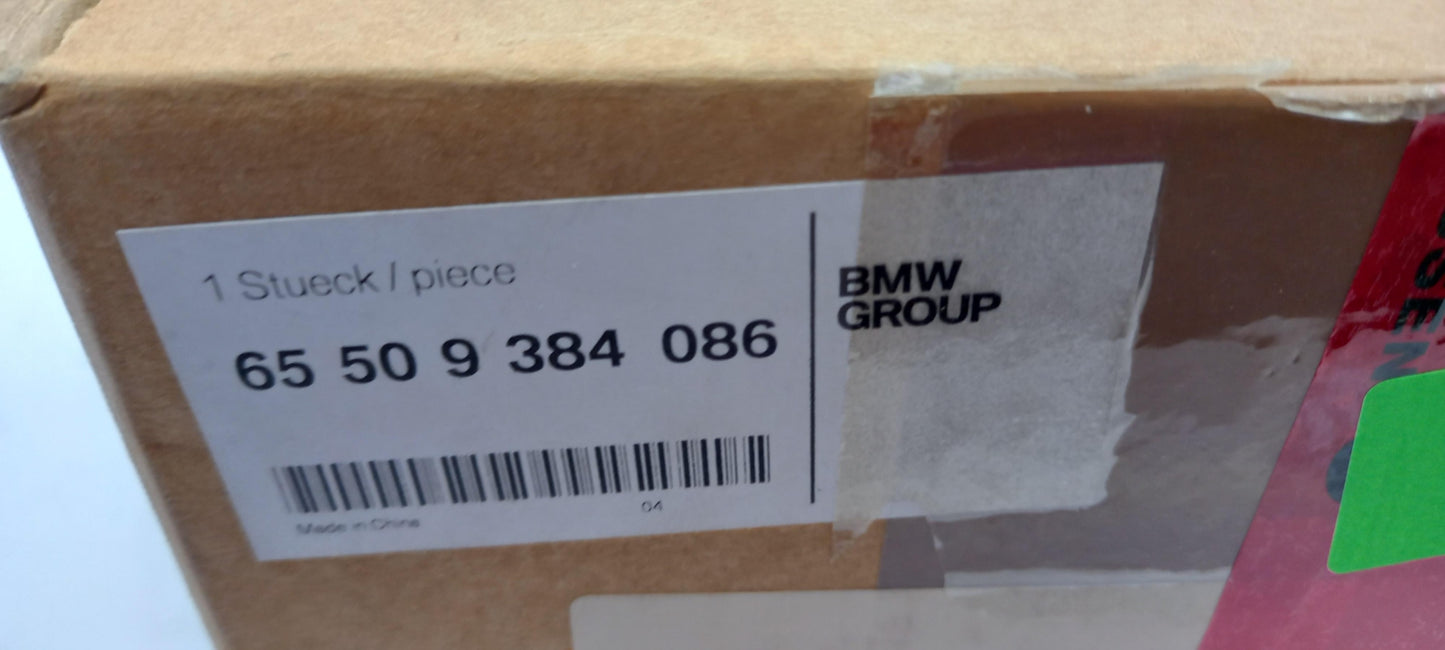 1 Stueck / piece
65 50 9 384 086
Made in China
04
BMW
GROUP